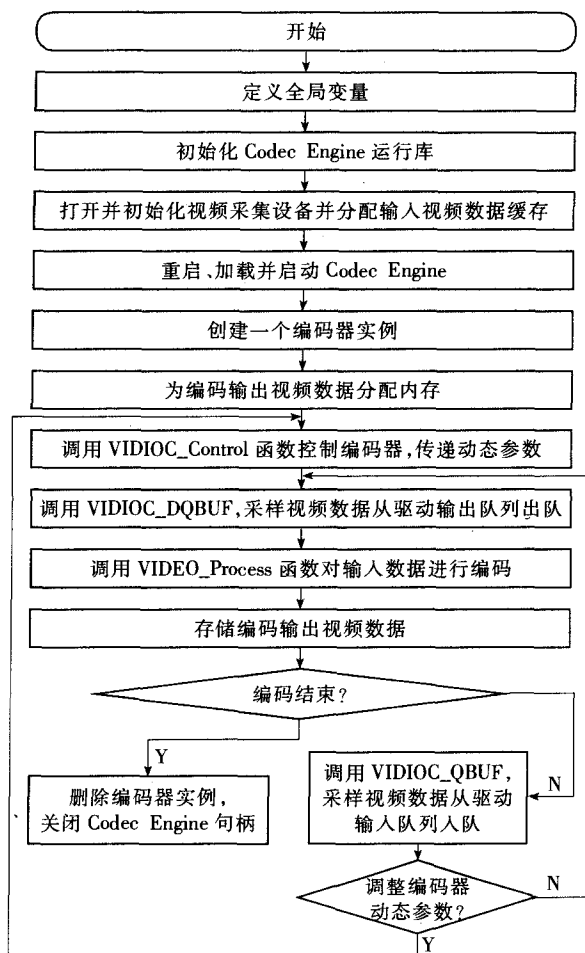 开始
定义全局变量
初始化 Codec Engine 运行库
打开并初始化视频采集设备并分配输入视频数据缓存
重启、加载并启动 Codec Engine
创建一个编码器实例
为编码输出视频数据分配内存
调用 VIDIOC_Control 函数控制编码器,传递动态参数
调用 VIDIOC_DQBUF,采样视频数据从驱动输出队列出队
调用 VIDEO_Process 函数对输入数据进行编码
存储编码输出视频数据
编码结束?
Y
N
删除编码器实例,
关闭 Codec Engine 句柄
调用 VIDIOC_QBUF,
采样视频数据从驱动
输入队列入队
调整编码器
动态参数?
N
Y